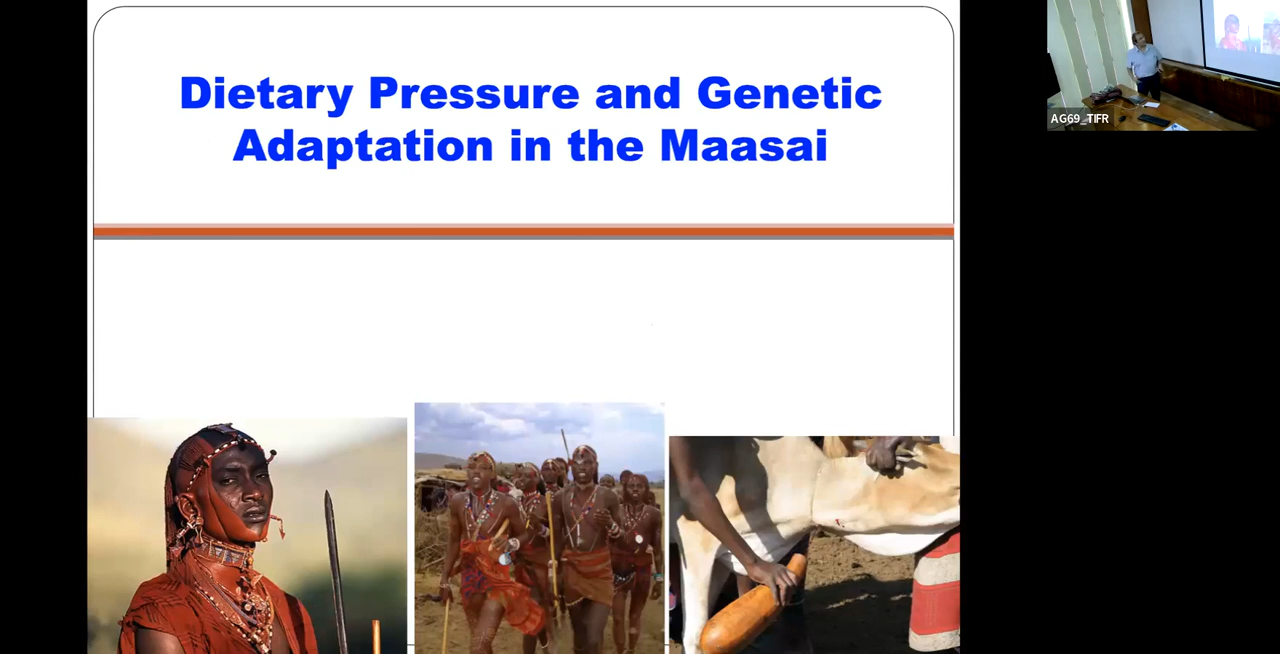 Dietary Pressure and Genetic
Adaptation in the Maasai
AG69_TIFR